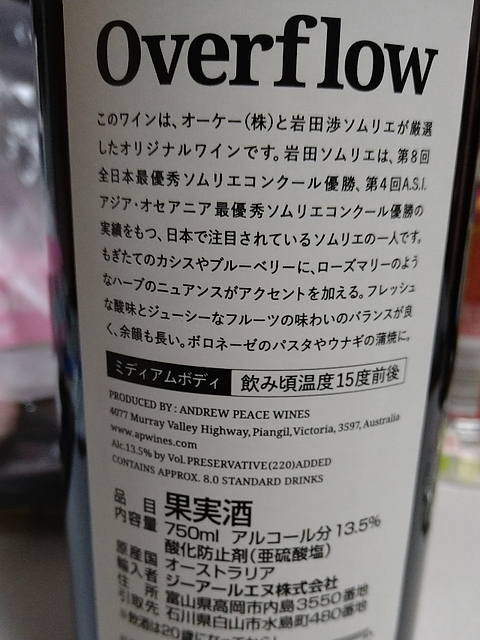 Overflow
このワインは、オーケー(株)と岩田渉ソムリエが厳選
したオリジナルワインです。岩田ソムリエは、第8回
全日本最優秀ソムリエコンクール優勝、第4回A.S.I.
アジア・オセアニア最優秀ソムリエコンクール優勝の
実績をもつ、日本で注目されているソムリエの一人です。
もぎたてのカシスやブルーベリーに、ローズマリーのよう
なハーブのニュアンスがアクセントを加える。フレッシュ
な酸味とジューシーなフルーツの味わいのバランスが良
く、余韻も長い。ボロネーゼのパスタやウナギの蒲焼に。
ミディアムボディ 飲み頃温度15度前後
PRODUCED BY: ANDREW PEACE WINES
4077 Murray Valley Highway, Piangil, Victoria, 3597, Australia
www.apwines.com
Alc.13.5% by Vol. PRESERVATIVE (220) ADDED
CONTAINS APPROX. 8.0 STANDARD DRINKS
品目 果実酒
内容量 750ml アルコール分 13.5%
酸化防止剤(亜硫酸塩)
原産国 オーストラリア
輸入者 ジーアールエヌ株式会社
住所 富山県高岡市内島3550番地
引取先 石川県白山市水島町480番地
※飲酒は20歳になってから